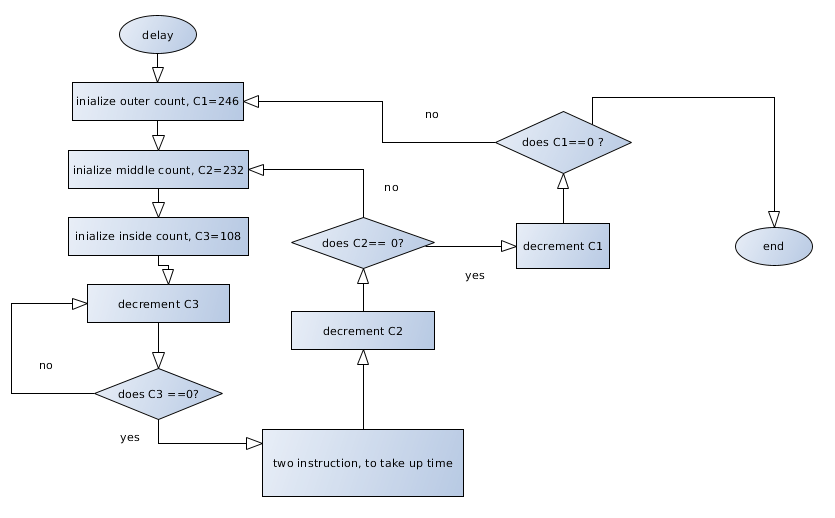 delay
inialize outer count, C1=246
no
does C1==0 ?
inialize middle count, C2=232
no
inialize inside count, C3=108
does C2== 0?
decrement C1
end
yes
decrement C3
decrement C2
no
does C3 ==0?
yes
two instruction, to take up time